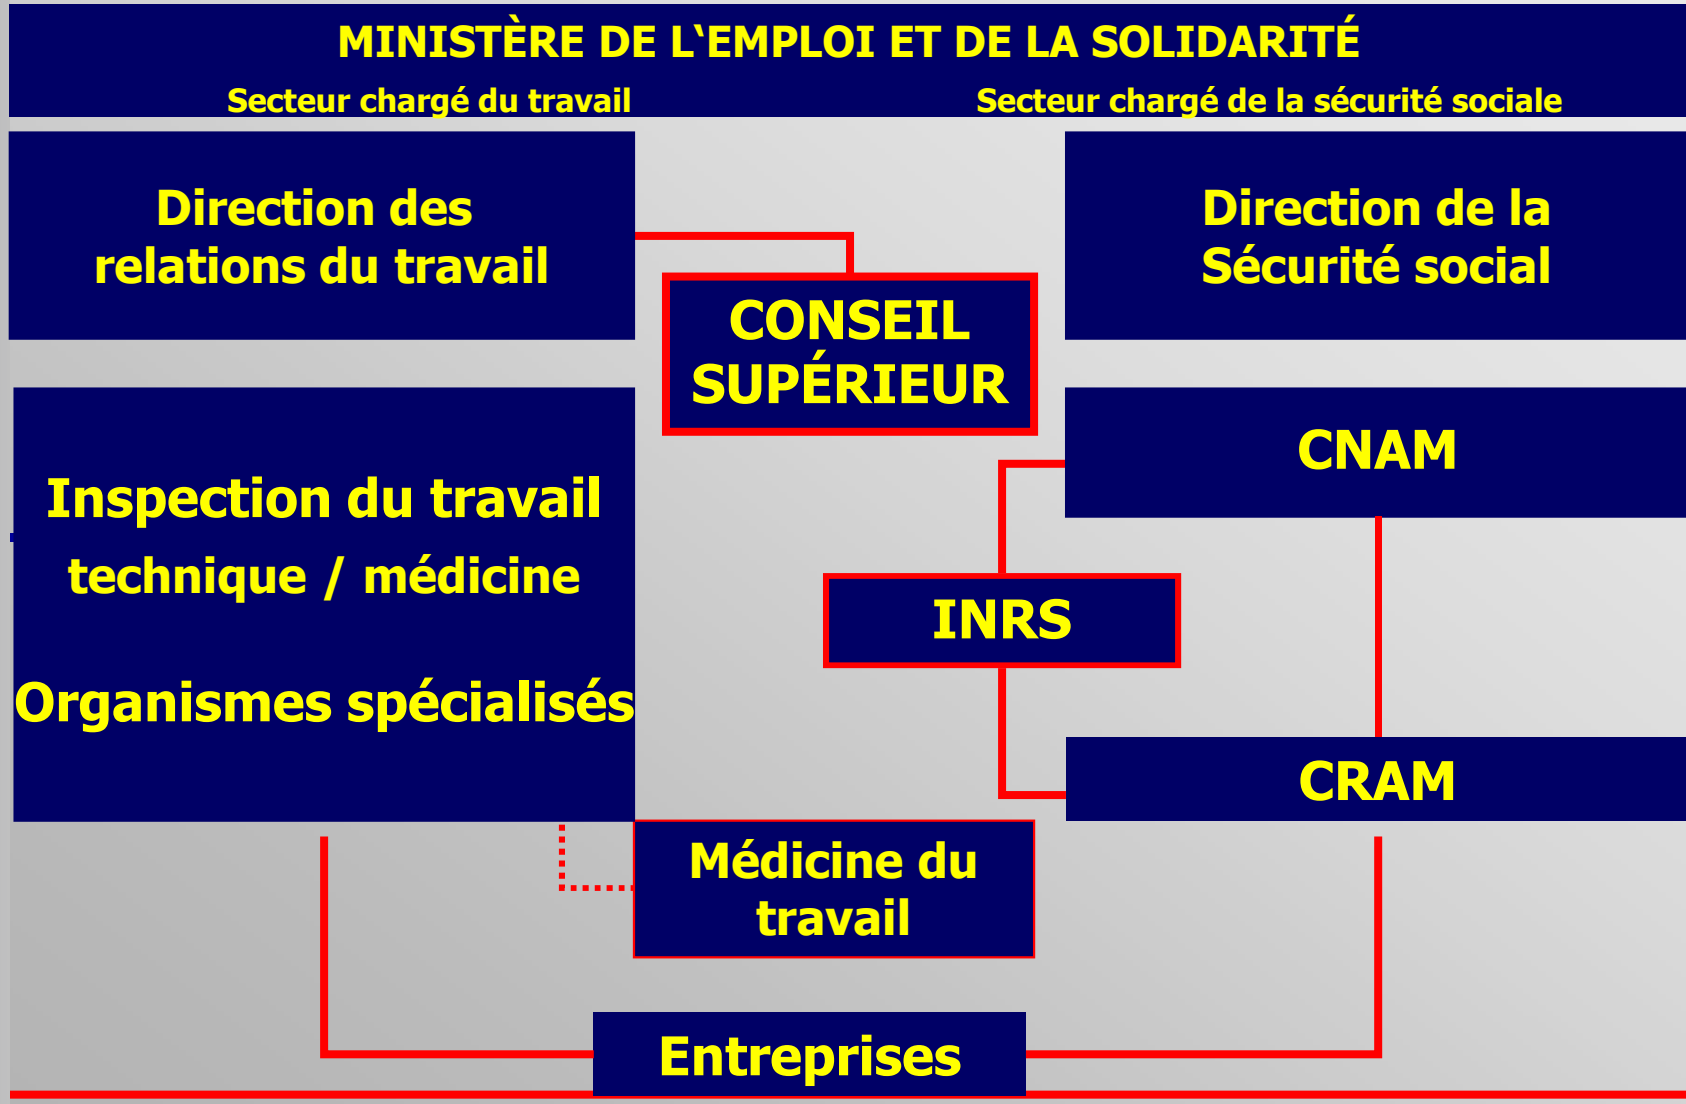 MINISTÈRE DE L‘EMPLOI ET DE LA SOLIDARITÉ
Secteur chargé du travail
Secteur chargé de la sécurité sociale
Direction des
relations du travail
Direction de la
Sécurité social
CONSEIL
SUPÉRIEUR
CNAM
Inspection du travail
technique / médicine
Organismes spécialisés
INRS
CRAM
Médicine du
travail
Entreprises